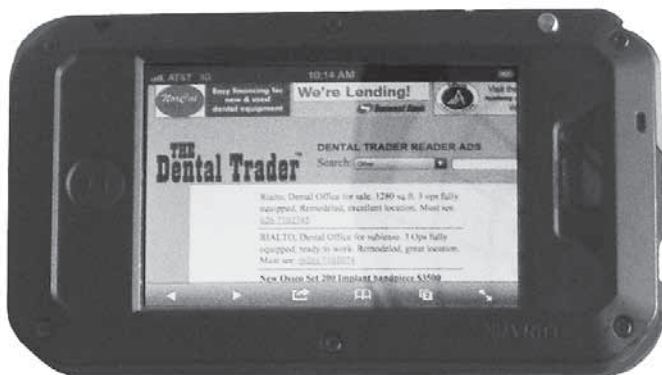 AT&T 3G 10:14 AM
NorCal
Easy financing for
new & used
dental equipment
We're Lending!
Visit the
THE
Dental Trader
DENTAL TRADER READER ADS
Search: Other
Rialto, Dental Office for sale. 1280 sq.ft. 3 ops fully
equipped, Remodeled, excellent location. Must see.
RIALTO, Dental Office for sublease. 3 Ops fully
equipped, ready to work. Remodeled, great location.
Must see.
New Osseo Set 200 Implant handpiece $3500